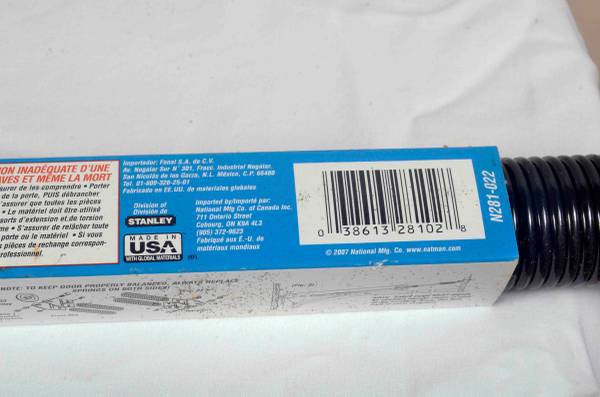 ION INADÉQUATE D'UNE
AVES ET MÊME LA MORT
surer de les comprendre • Porter
de la porte, PUIS débrancher
s'assurer que toutes les pièces
• Le matériel doit être utilisé
sorts d'extension et de torsion
me • S'assurer de relâcher toute
porte ou le matériel • Si vous
s pièces de rechange correspon-
rofessionnel.
Importador: Fanal S.A. de C.V.
Av. Nogalar Sur N° 301, Fracc. Industrial Nogalar,
San Nicolás de los Garza, N.L. México, C.P. 66480
Tel. 01-800-326-25-01
Fabricado en EE.UU. de materiales globales
Division of
Division de
STANLEY
MADE IN
USA
WITH GLOBAL MATERIALS
Imported by/Importé par:
National Mfg. Co. of Canada Inc.
711 Ontario Street
Cobourg, ON K9A 4L3
(905) 372-9623
Fabriqué aux É.-U. de
matériaux mondiaux
0 38613 28102 8
© 2007 National Mfg. Co. www.natman.com
N281-022
NOTE: TO KEEP DOOR PROPERLY BALANCED, ALWAYS REPLACE
SPRINGS ON BOTH SIDES!